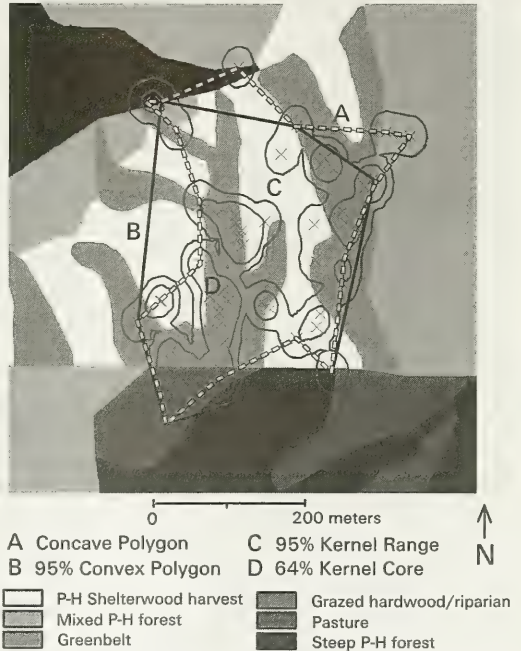 A
C
B
D
0 200 meters
A Concave Polygon C 95% Kernel Range
B 95% Convex Polygon D 64% Kernel Core
N
P-H Shelterwood harvest Grazed hardwood/riparian
Mixed P-H forest Pasture
Greenbelt Steep P-H forest